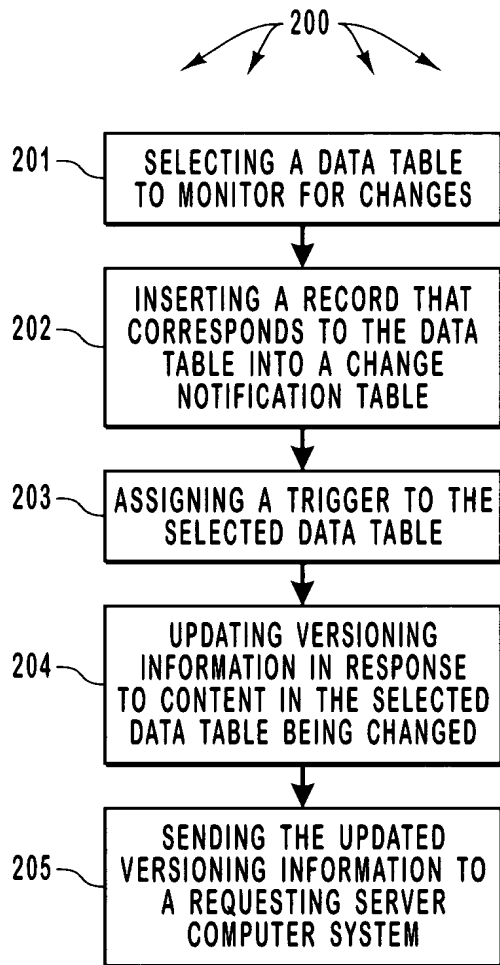 200
201
SELECTING A DATA TABLE
TO MONITOR FOR CHANGES
202
INSERTING A RECORD THAT
CORRESPONDS TO THE DATA
TABLE INTO A CHANGE
NOTIFICATION TABLE
203
ASSIGNING A TRIGGER TO THE
SELECTED DATA TABLE
204
UPDATING VERSIONING
INFORMATION IN RESPONSE
TO CONTENT IN THE SELECTED
DATA TABLE BEING CHANGED
205
SENDING THE UPDATED
VERSIONING INFORMATION TO
A REQUESTING SERVER
COMPUTER SYSTEM